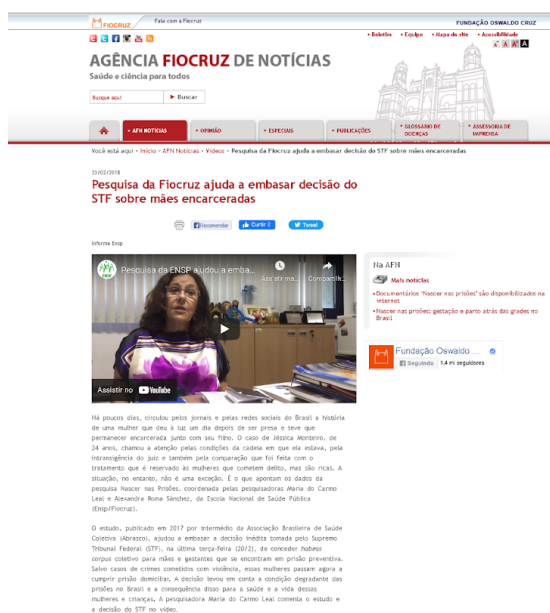 FIOCRUZ
Fale com a Fiocruz
FUNDAÇÃO OSWALDO CRUZ
• Boletim • Equipe • Mapa do site • Acessibilidade
A- A A+ A
AGÊNCIA FIOCRUZ DE NOTÍCIAS
Saúde e ciência para todos
Busque aqui
Buscar
• AFN NOTÍCIAS
• OPINIÃO
• ESPECIAIS
• PUBLICAÇÕES
• GLOSSÁRIO DE DOENÇAS
• ASSESSORIA DE IMPRENSA
Você está aqui • Início • AFN Notícias • Vídeos • Pesquisa da Fiocruz ajuda a embasar decisão do STF sobre mães encarceradas
23/02/2018
Pesquisa da Fiocruz ajuda a embasar decisão do
STF sobre mães encarceradas
Recomendar
Curtir 2
Tweet
Informe Ensp
Pesquisa da ENSP ajudou a emba...
Assistir ma...
Compartilh...
Assistir no YouTube
Na AFN
Mais notícias
•Documentários 'Nascer nas prisões' são disponibilizados na
internet
•Nascer nas prisões: gestação e parto atrás das grades no
Brasil
Fundação Oswaldo ...
Seguindo 1,4 mi seguidores
Há poucos dias, circulou pelos jornais e pelas redes sociais do Brasil a história
de uma mulher que deu à luz um dia depois de ser presa e teve que
permanecer encarcerada junto com seu filho. O caso de Jéssica Monteiro, de
24 anos, chamou a atenção pelas condições da cadeia em que ela estava, pela
intransigência do juiz e também pela comparação que foi feita com o
tratamento que é reservado às mulheres que cometem delito, mas são ricas. A
situação, no entanto, não é uma exceção. É o que apontam os dados da
pesquisa Nascer nas Prisões, coordenada pelas pesquisadoras Maria do Carmo
Leal e Alexandra Roma Sánchez, da Escola Nacional de Saúde Pública
(Ensp/Fiocruz).
O estudo, publicado em 2017 por intermédio da Associação Brasileira de Saúde
Coletiva (Abrasco), ajudou a embasar a decisão inédita tomada pelo Supremo
Tribunal Federal (STF), na última terça-feira (20/2), de conceder habeas
corpus coletivo para mães e gestantes que se encontram em prisão preventiva.
Salvo casos de crimes cometidos com violência, essas mulheres passam agora a
cumprir prisão domiciliar. A decisão levou em conta a condição degradante das
prisões no Brasil e a consequência disso para a saúde e a vida dessas
mulheres e crianças. A pesquisadora Maria do Carmo Leal comenta o estudo e
a decisão do STF no vídeo.